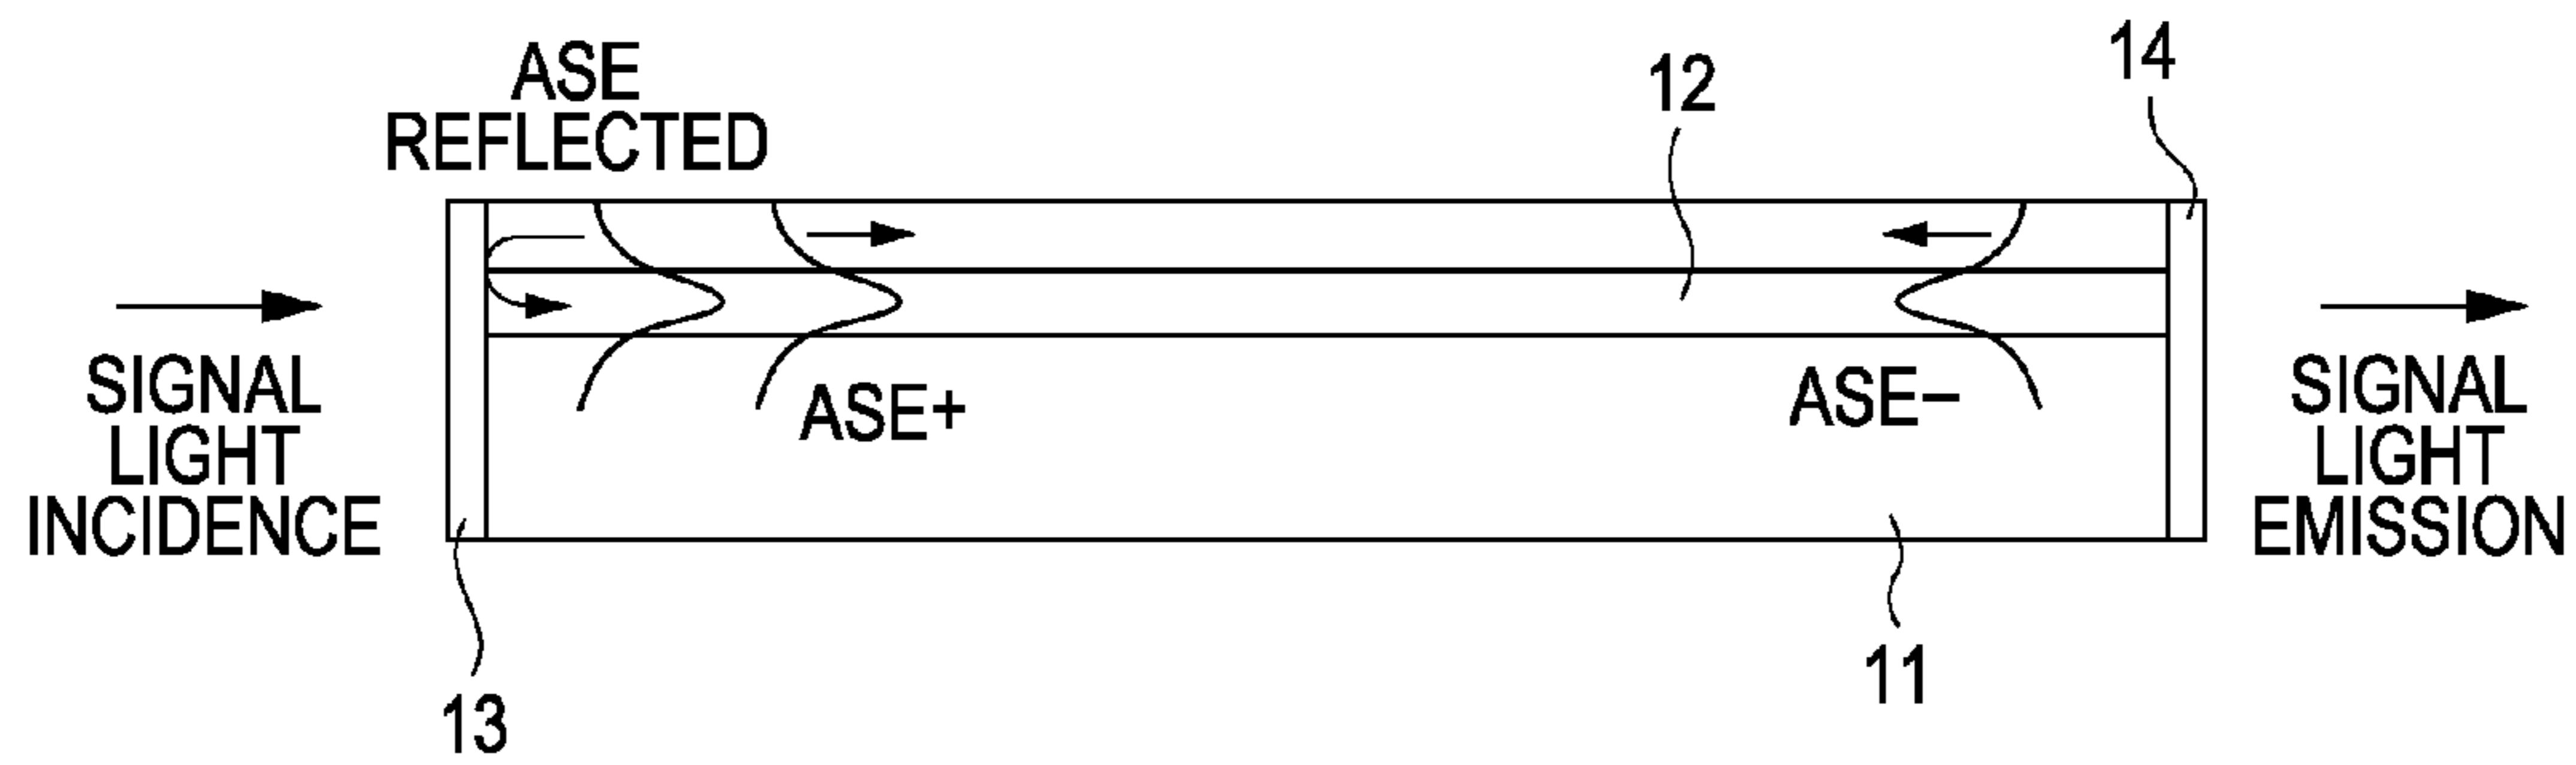 ASE
REFLECTED
12
14
SIGNAL
LIGHT
INCIDENCE
ASE+
ASE−
SIGNAL
LIGHT
EMISSION
13
11